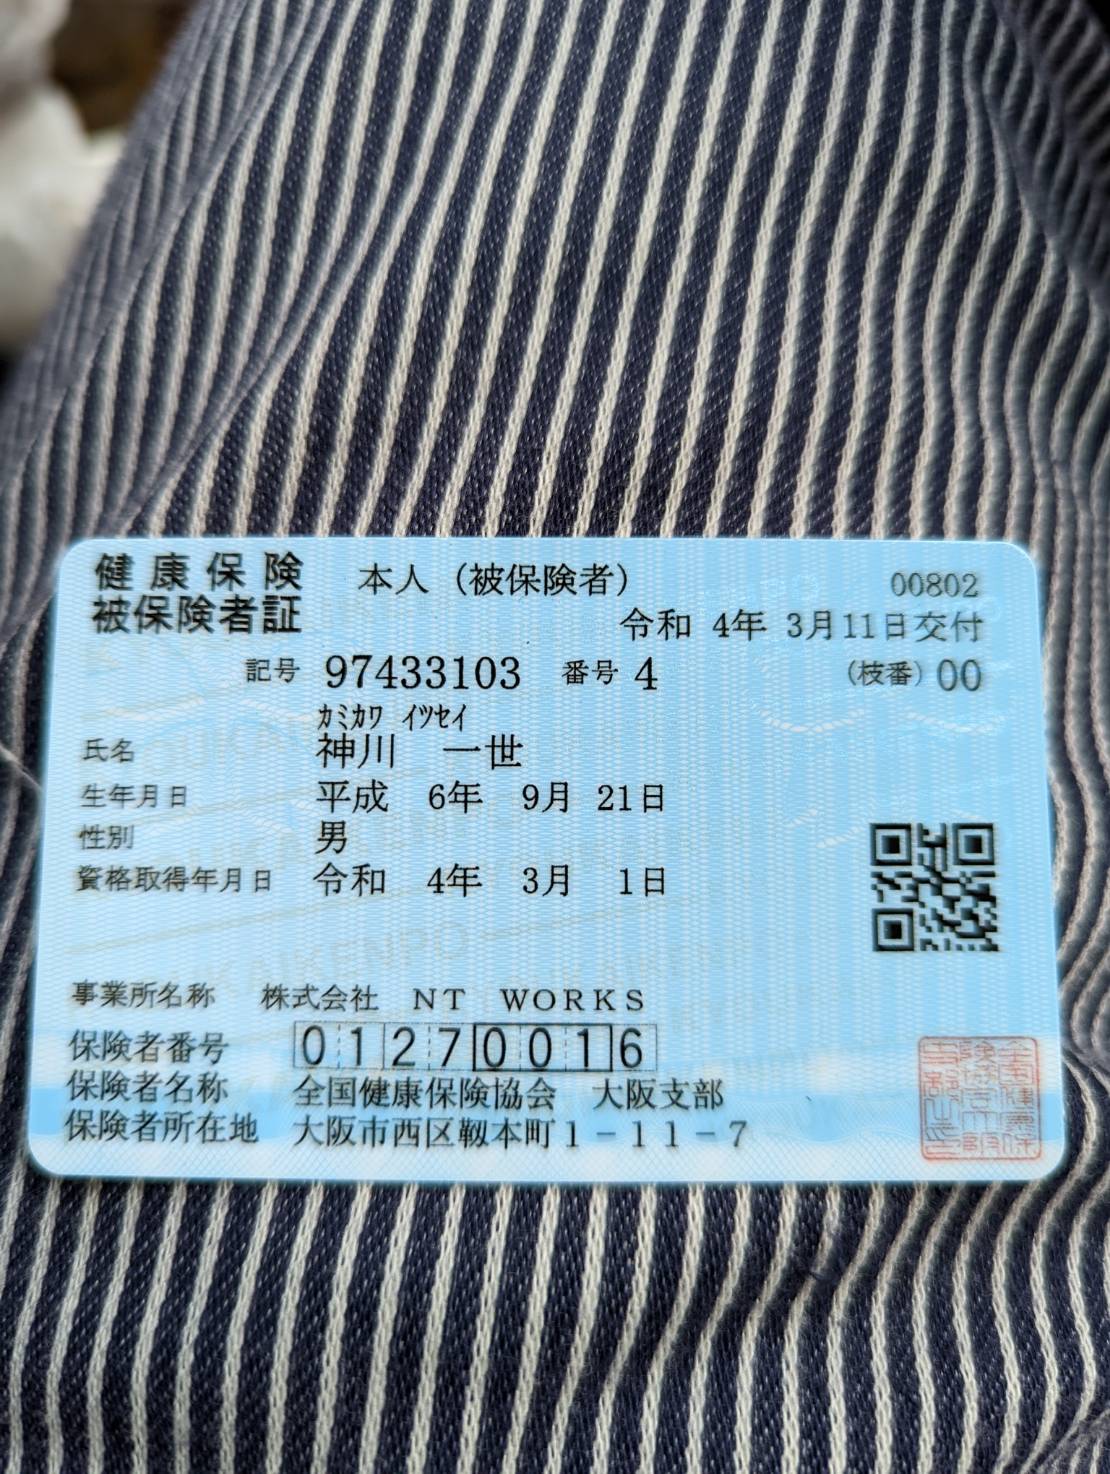 健康保険 本人（被保険者） 00802
被保険者証 令和 4年 3月11日交付
記号 97433103 番号 4 （枝番）00
ｶﾐｶﾜ ｲﾂｾｲ
氏名 神川 一世
生年月日 平成 6年 9月 21日
性別 男
資格取得年月日 令和 4年 3月 1日
事業所名称 株式会社 ＮＴ ＷＯＲＫＳ
保険者番号 01270016
保険者名称 全国健康保険協会 大阪支部
保険者所在地 大阪市西区靱本町１－１１－７